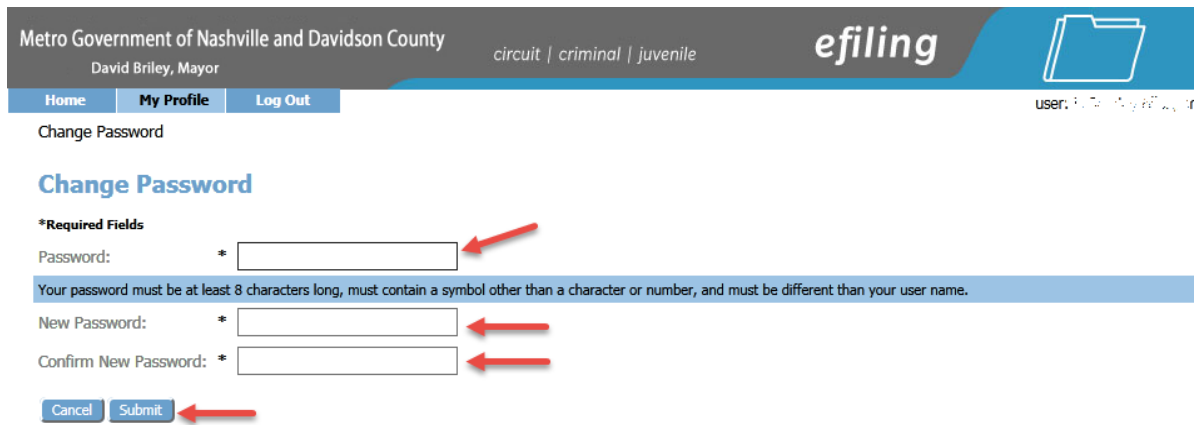 Metro Government of Nashville and Davidson County
David Briley, Mayor
circuit | criminal | juvenile
efiling
Home My Profile Log Out
user:
Change Password
Change Password
*Required Fields
Password: *
Your password must be at least 8 characters long, must contain a symbol other than a character or number, and must be different than your user name.
New Password: *
Confirm New Password: *
Cancel Submit